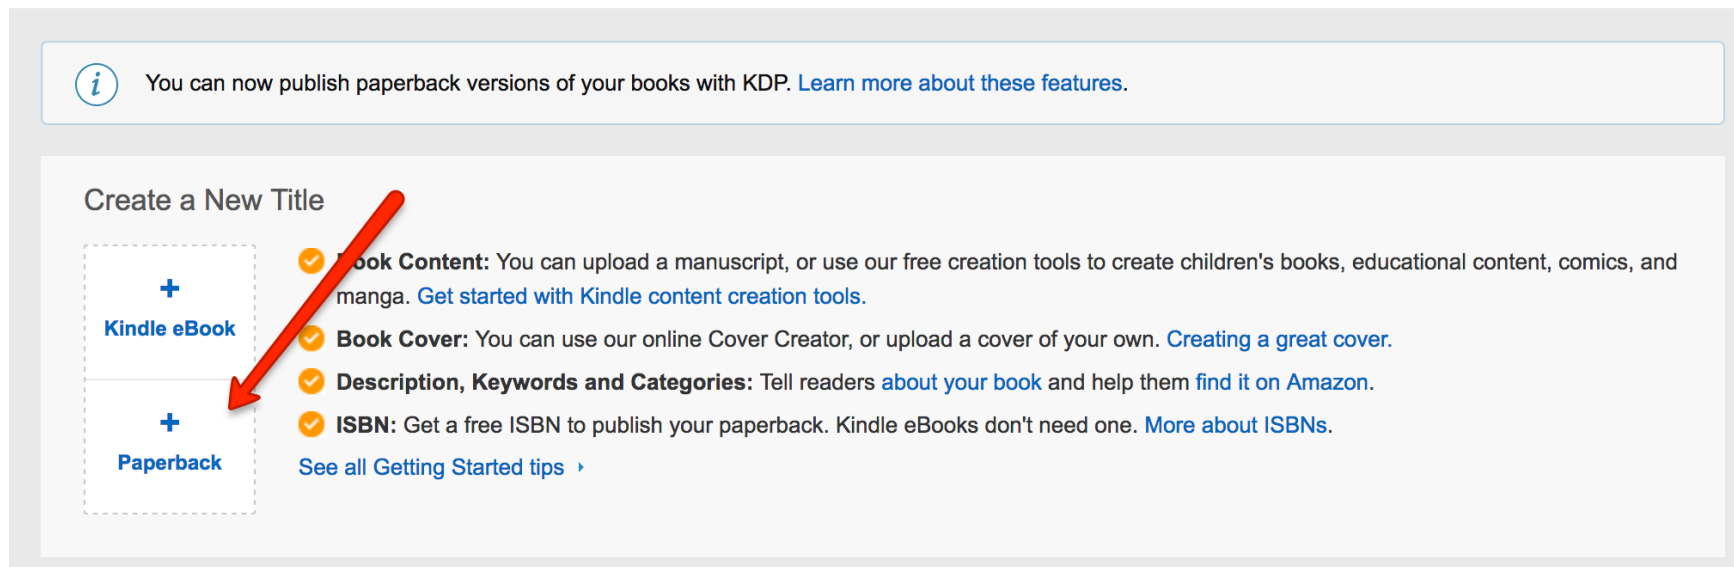 You can now publish paperback versions of your books with KDP. Learn more about these features.
Create a New Title
+
Kindle eBook
+
Paperback
Content: You can upload a manuscript, or use our free creation tools to create children's books, educational content, comics, and
manga. Get started with Kindle content creation tools.
Book Cover: You can use our online Cover Creator, or upload a cover of your own. Creating a great cover.
Description, Keywords and Categories: Tell readers about your book and help them find it on Amazon.
ISBN: Get a free ISBN to publish your paperback. Kindle eBooks don't need one. More about ISBNs.
See all Getting Started tips